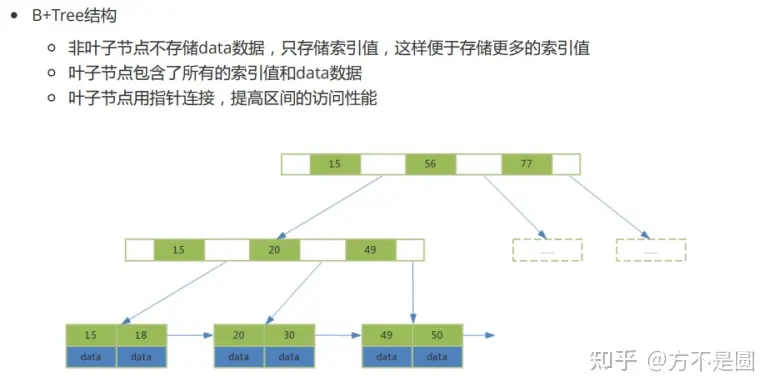 B+Tree结构
非叶子节点不存储data数据，只存储索引值，这样便于存储更多的索引值
叶子节点包含了所有的索引值和data数据
叶子节点用指针连接，提高区间的访问性能
15 56 77
15 20 49
...... ......
15 18 20 30 49 50
data data data data data data
知乎 @方不是圆